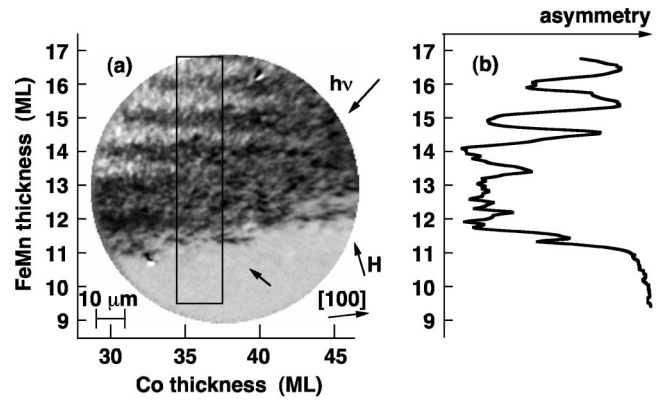 asymmetry
(a)
(b)
hν
H
[100]
10 μm
FeMn thickness (ML)
17
16
15
14
13
12
11
10
9
30 35 40 45
Co thickness (ML)
17
16
15
14
13
12
11
10
9